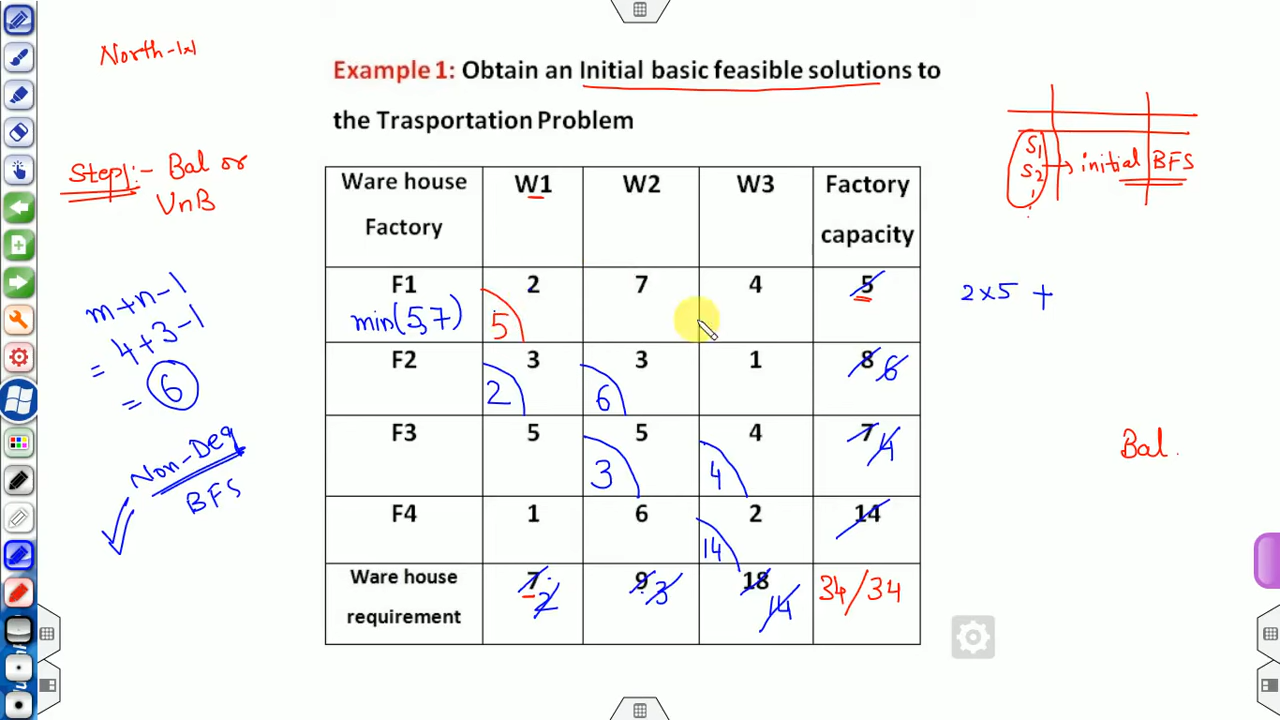 North-
Example 1: Obtain an Initial basic feasible solutions to
the Trasportation Problem
Step1:- Bal or
UnB
S1
S2
→ initial BFS
Ware house
Factory
W1
W2
W3
Factory
capacity
m+n-1
= 4+3-1
= 6
Non-Deg
BFS
F1
min(5,7)
2
5
7
4
5
2×5 +
F2
3
2
3
6
1
8
6
F3
5
5
3
4
4
7
4
Bal.
F4
1
6
2
14
14
Ware house
requirement
7
2
9
3
18
14
34/34